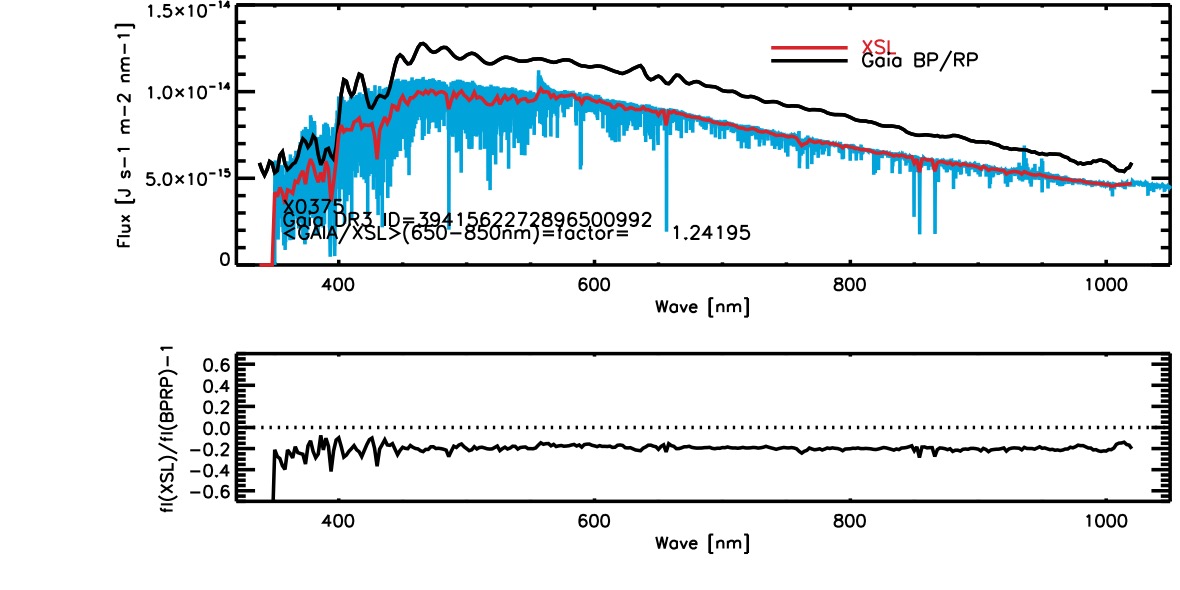 1.5×10⁻¹⁴
1.0×10⁻¹⁴
5.0×10⁻¹⁵
0
Flux [J s-1 m-2 nm-1]
XSL
Gaia BP/RP
X0375
Gaia DR3 ID=3941562272896500992
<GAIA/XSL>(650-850nm)=factor= 1.24195
400 600 800 1000
Wave [nm]
fl(XSL)/fl(BPRP)-1
0.6
0.4
0.2
0.0
-0.2
-0.4
-0.6
400 600 800 1000
Wave [nm]